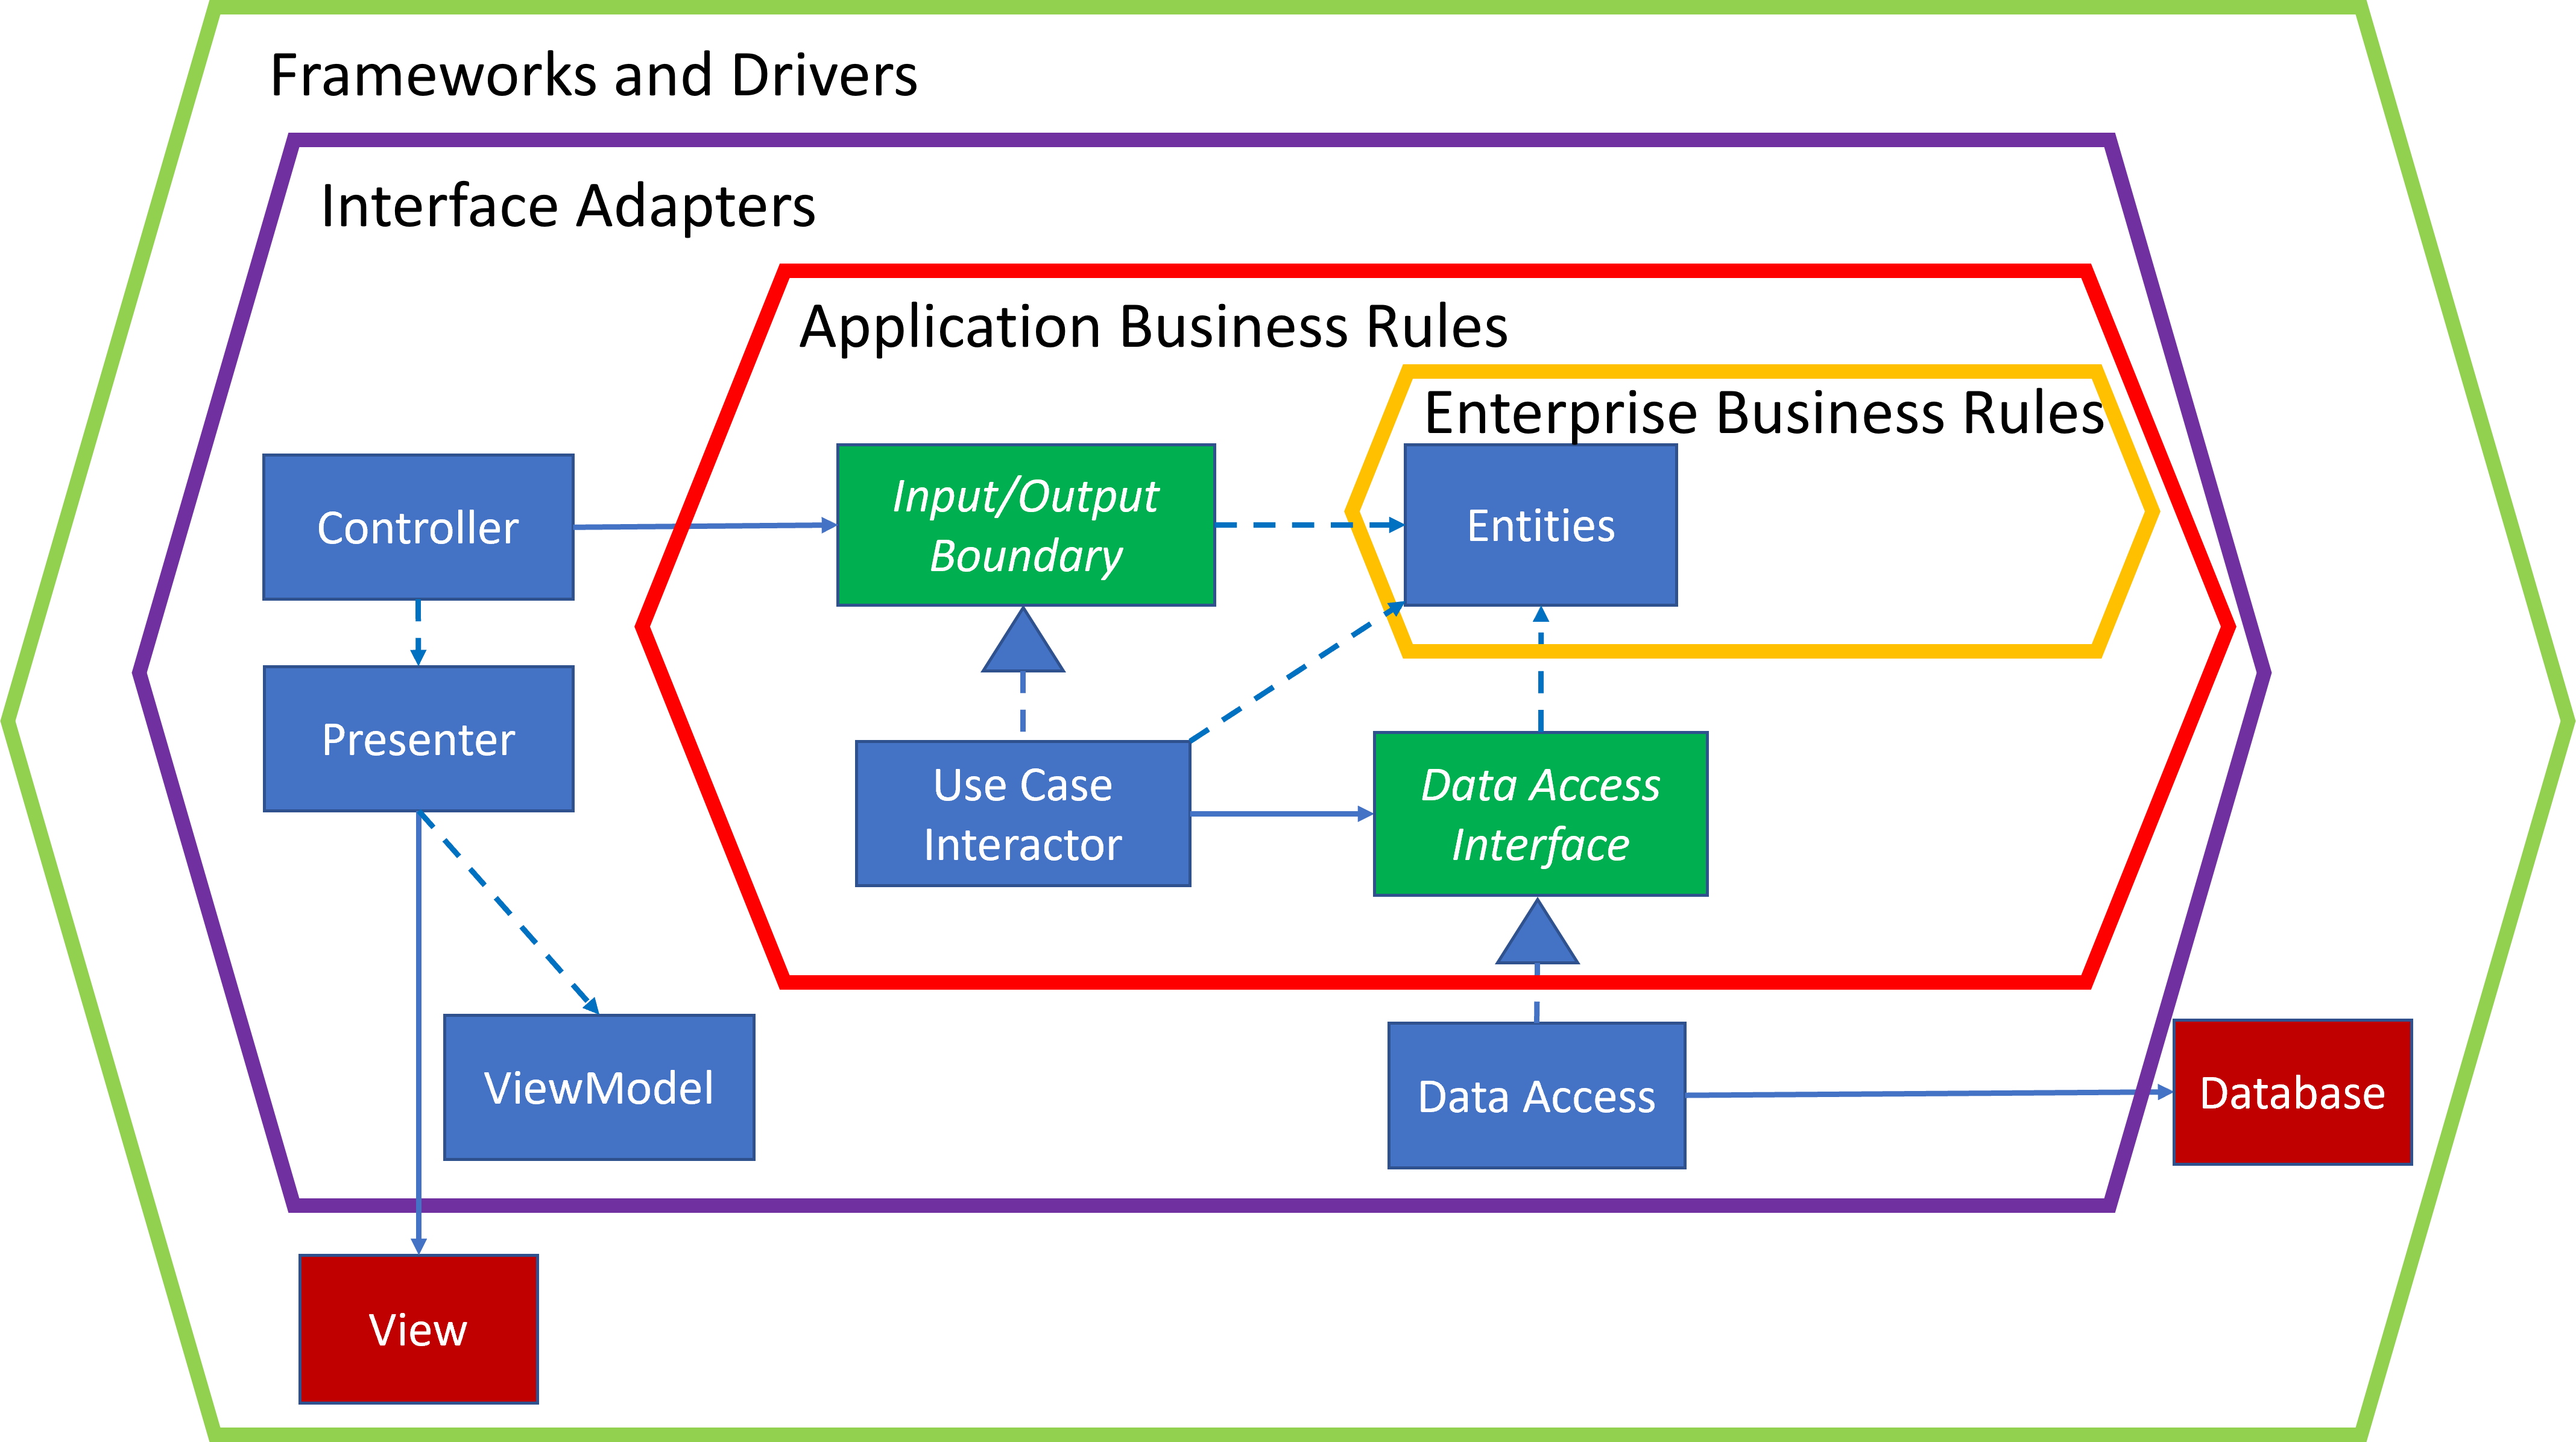 Frameworks and Drivers
Interface Adapters
Application Business Rules
Enterprise Business Rules
Controller
Input/Output
Boundary
Entities
Presenter
Use Case
Interactor
Data Access
Interface
ViewModel
Data Access
Database
View